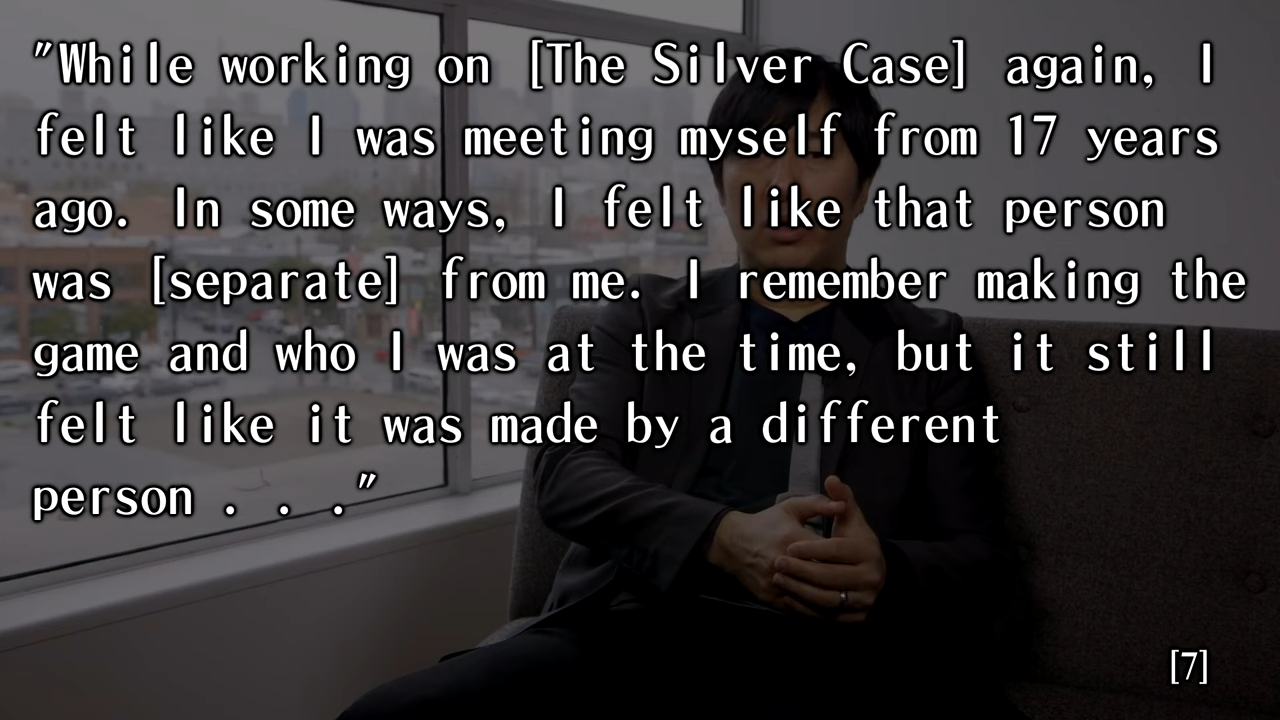 "While working on [The Silver Case] again, I
felt like I was meeting myself from 17 years
ago. In some ways, I felt like that person
was [separate] from me. I remember making the
game and who I was at the time, but it still
felt like it was made by a different
person . . ."
[7]